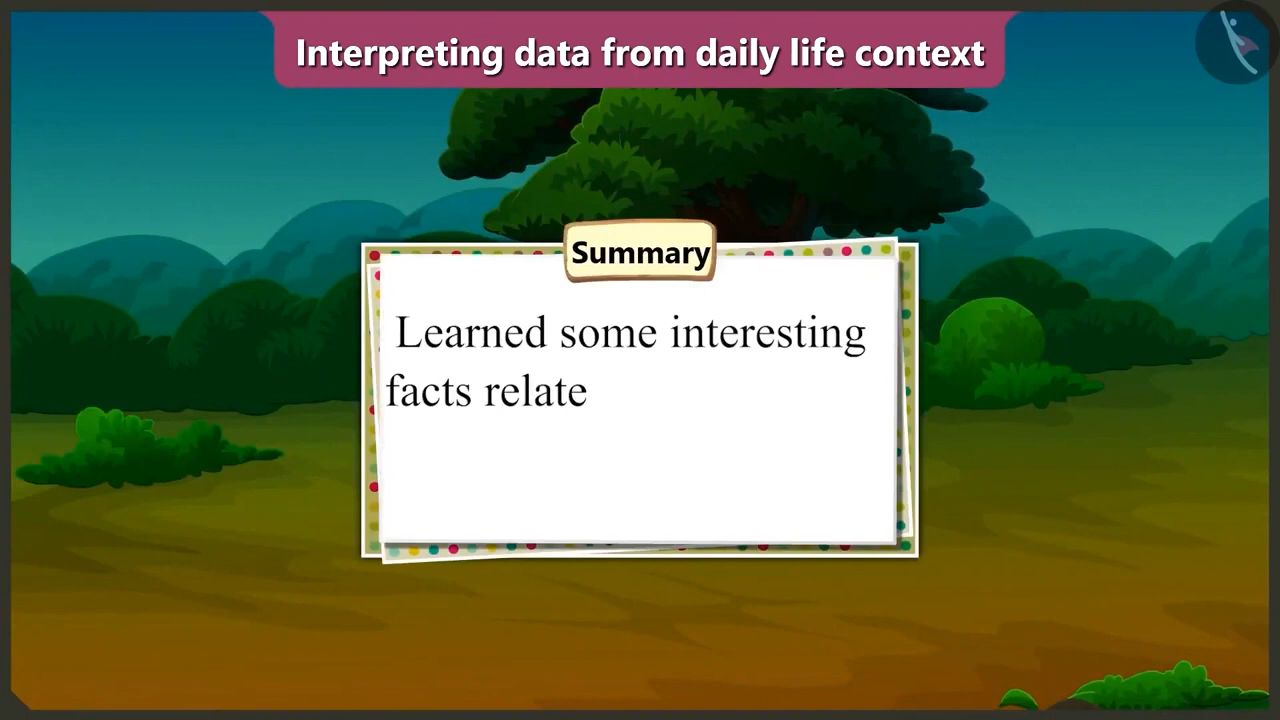 Interpreting data from daily life context
Summary
Learned some interesting
facts relate